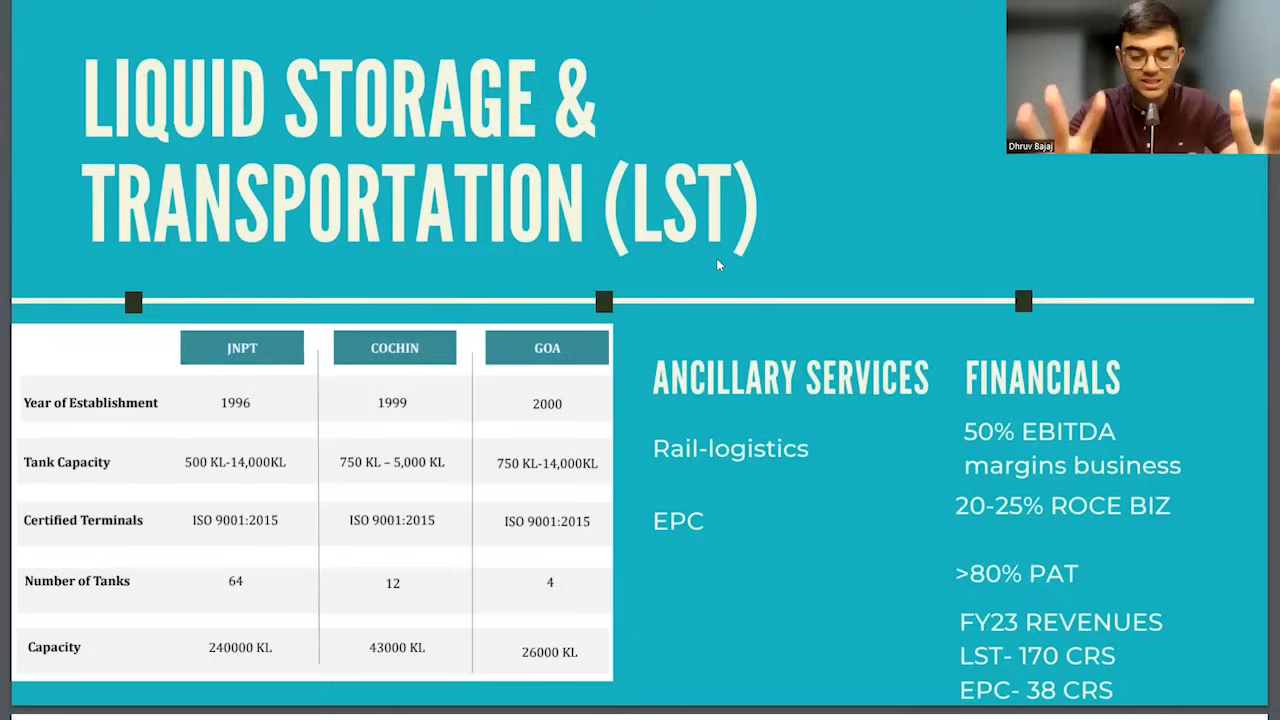 LIQUID STORAGE &
TRANSPORTATION (LST)
Dhruv Bajaj
JNPT COCHIN GOA
Year of Establishment 1996 1999 2000
Tank Capacity 500 KL-14,000KL 750 KL – 5,000 KL 750 KL-14,000KL
Certified Terminals ISO 9001:2015 ISO 9001:2015 ISO 9001:2015
Number of Tanks 64 12 4
Capacity 240000 KL 43000 KL 26000 KL
ANCILLARY SERVICES
Rail-logistics
EPC
FINANCIALS
50% EBITDA
margins business
20-25% ROCE BIZ
>80% PAT
FY23 REVENUES
LST- 170 CRS
EPC- 38 CRS